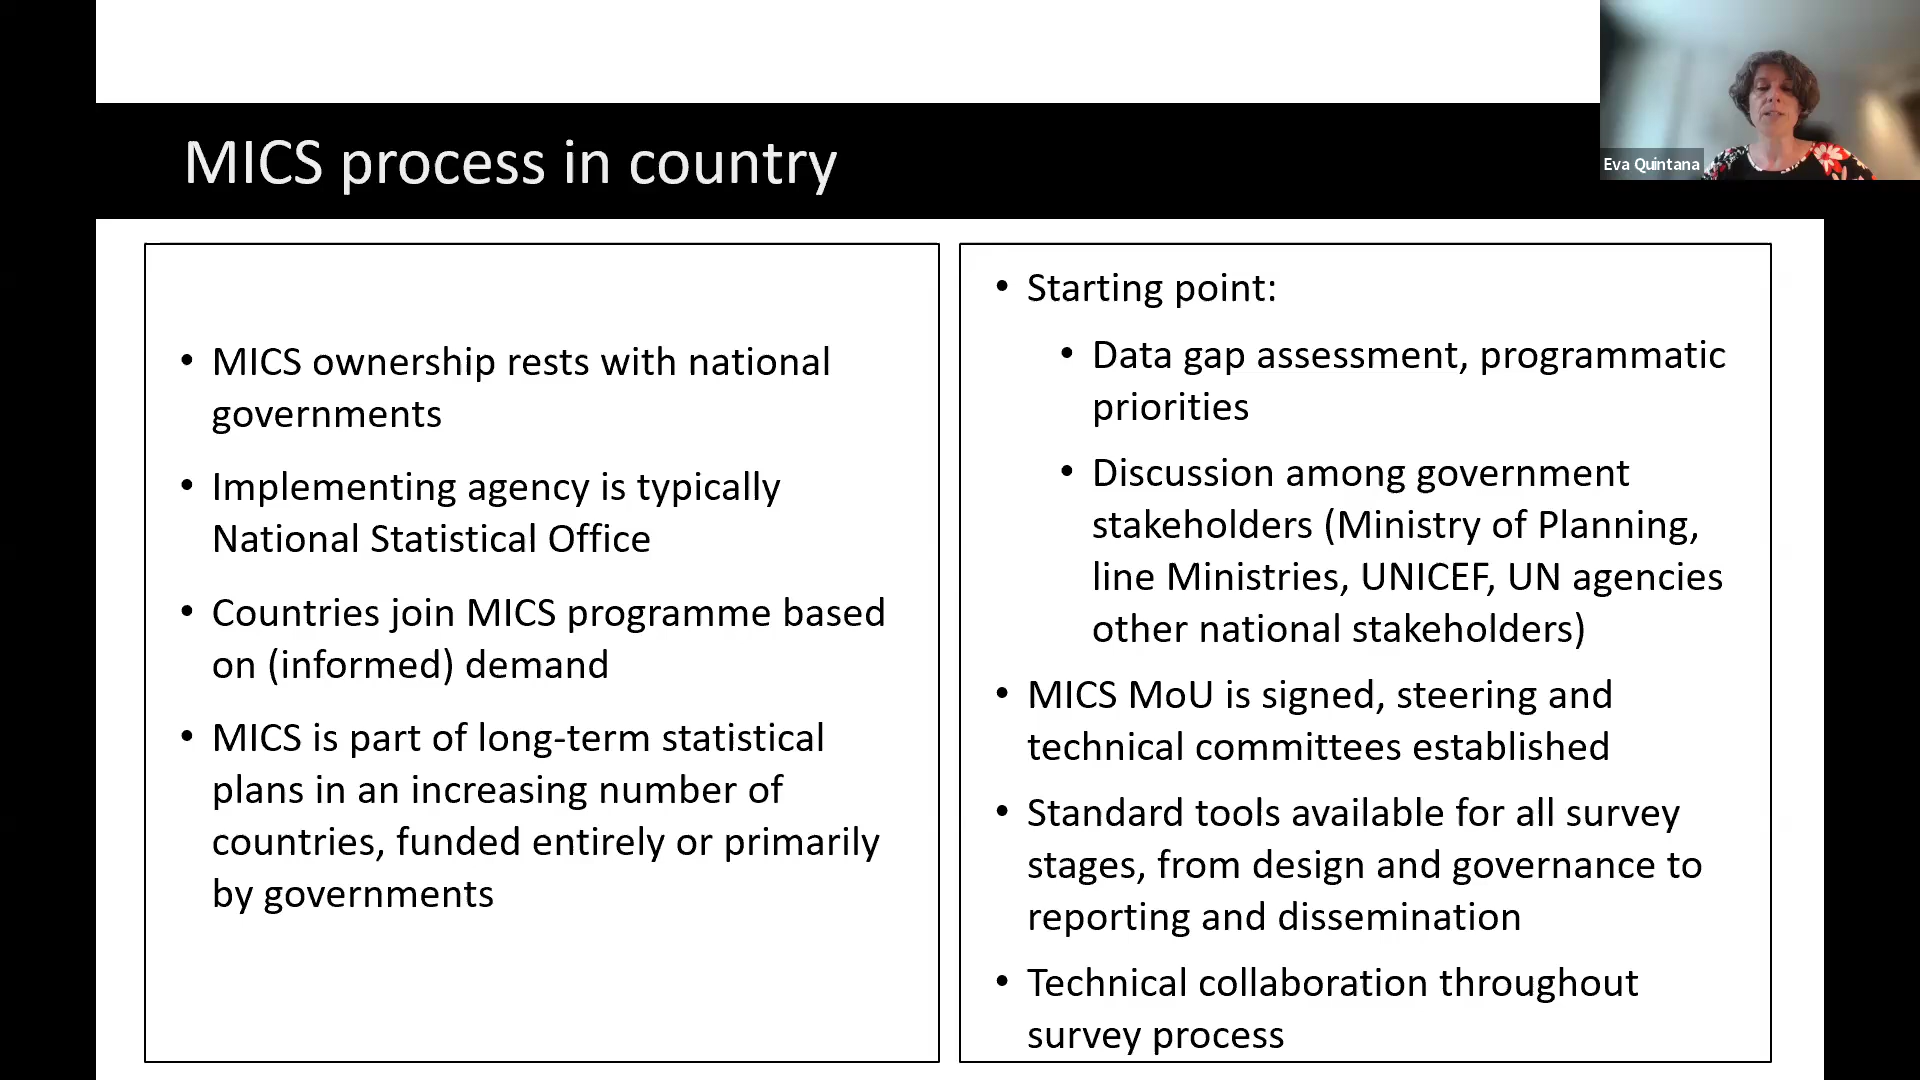 MICS process in country
Eva Quintana
• MICS ownership rests with national
governments
• Implementing agency is typically
National Statistical Office
• Countries join MICS programme based
on (informed) demand
• MICS is part of long-term statistical
plans in an increasing number of
countries, funded entirely or primarily
by governments
• Starting point:
• Data gap assessment, programmatic
priorities
• Discussion among government
stakeholders (Ministry of Planning,
line Ministries, UNICEF, UN agencies
other national stakeholders)
• MICS MoU is signed, steering and
technical committees established
• Standard tools available for all survey
stages, from design and governance to
reporting and dissemination
• Technical collaboration throughout
survey process